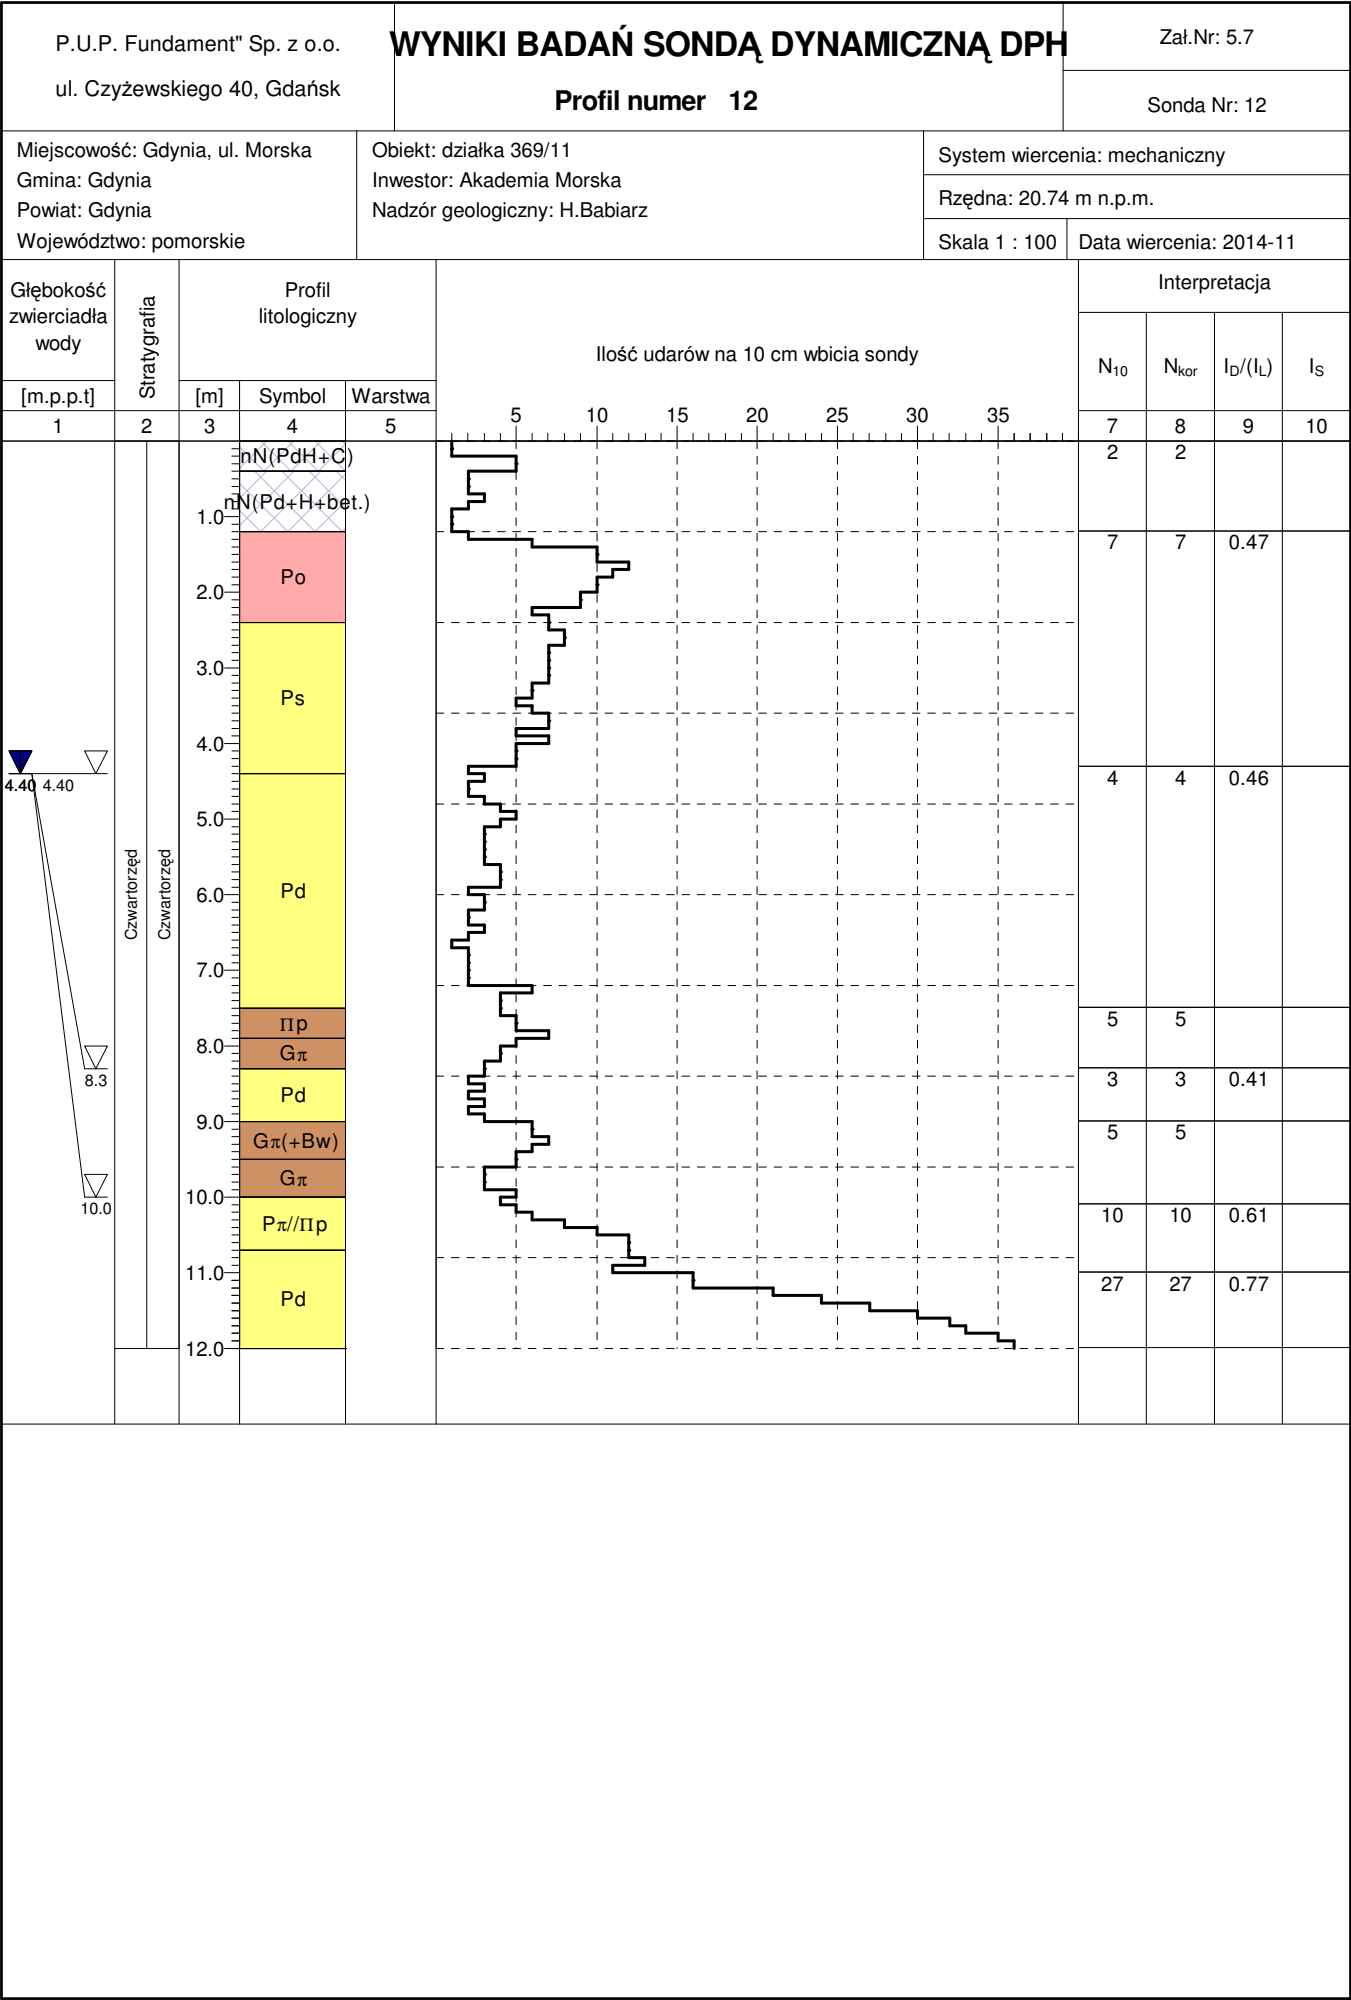 P.U.P. Fundament" Sp. z o.o.
ul. Czyżewskiego 40, Gdańsk
WYNIKI BADAŃ SONDĄ DYNAMICZNĄ DPH
Profil numer 12
Zał.Nr: 5.7
Sonda Nr: 12
Miejscowość: Gdynia, ul. Morska
Gmina: Gdynia
Powiat: Gdynia
Województwo: pomorskie
Obiekt: działka 369/11
Inwestor: Akademia Morska
Nadzór geologiczny: H.Babiarz
System wiercenia: mechaniczny
Rzędna: 20.74 m n.p.m.
Skala 1 : 100
Data wiercenia: 2014-11
Głębokość
zwierciadła
wody
[m.p.p.t]
Stratygrafia
Profil
litologiczny
[m]
Symbol
Warstwa
Ilość udarów na 10 cm wbicia sondy
5 10 15 20 25 30 35
Interpretacja
N10
Nkor
ID/(IL)
IS
1 2 3 4 5
7 8 9 10
4.40 4.40
8.3
10.0
Czwartorzęd
Czwartorzęd
1.0
2.0
3.0
4.0
5.0
6.0
7.0
8.0
9.0
10.0
11.0
12.0
nN(PdH+C)
nN(Pd+H+bet.)
Po
Ps
Pd
Пp
Gπ
Pd
Gπ(+Bw)
Gπ
Pπ//Пp
Pd
2 2
7 7 0.47
4 4 0.46
5 5
3 3 0.41
5 5
10 10 0.61
27 27 0.77